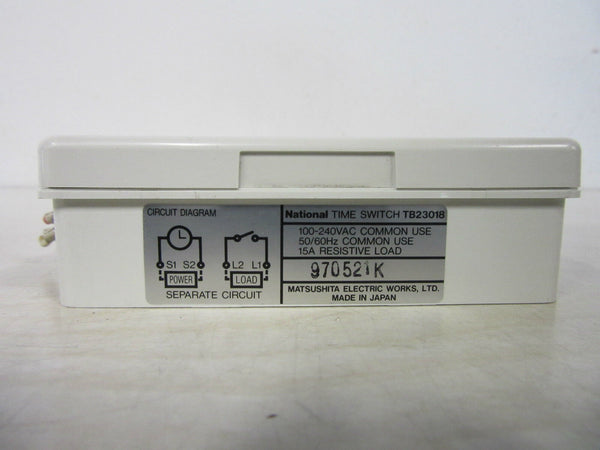 CIRCUIT DIAGRAM
S1 S2 L2 L1
POWER LOAD
SEPARATE CIRCUIT
National TIME SWITCH TB23018
100-240VAC COMMON USE
50/60Hz COMMON USE
15A RESISTIVE LOAD
970521K
MATSUSHITA ELECTRIC WORKS, LTD.
MADE IN JAPAN